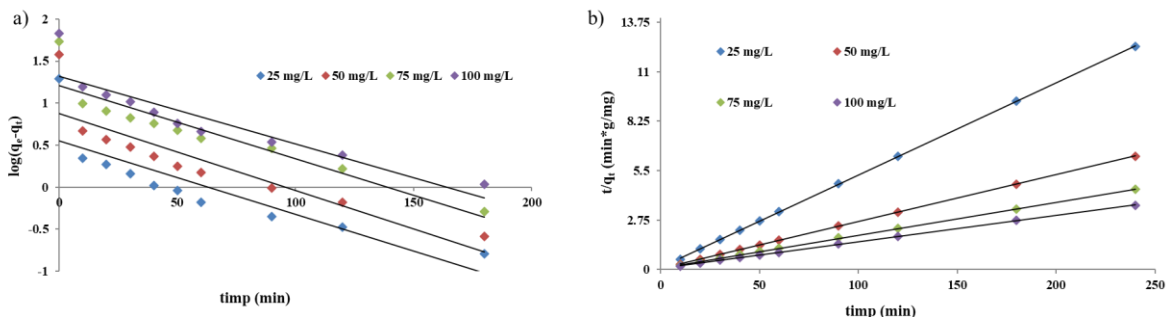 a)
2
1.5
1
0.5
0
-0.5
-1
log(qe-qt)
25 mg/L 50 mg/L 75 mg/L 100 mg/L
50 100 150 200
timp (min)
b)
13.75
11
8.25
5.5
2.75
0
t/qt (min*g/mg)
25 mg/L 50 mg/L
75 mg/L 100 mg/L
0 50 100 150 200 250
timp (min)